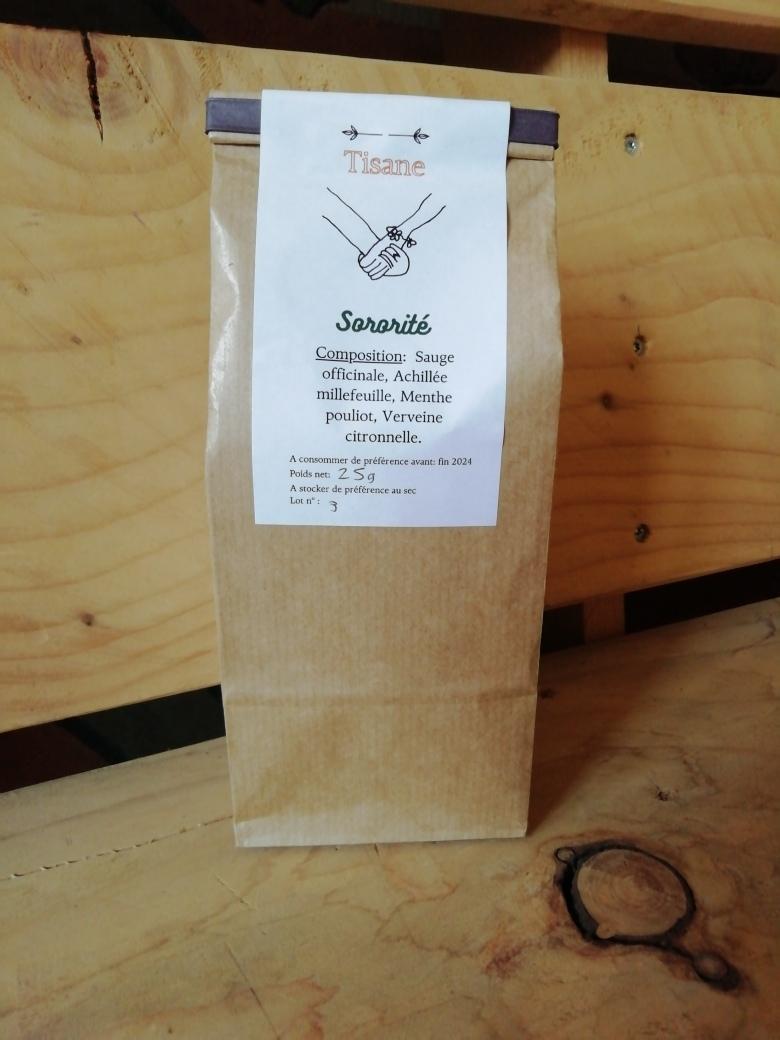 Tisane
Sororité
Composition: Sauge
officinale, Achillée
millefeuille, Menthe
pouliot, Verveine
citronnelle.
A consommer de préférence avant: fin 2024
Poids net: 25g
A stocker de préférence au sec
Lot n° : 3